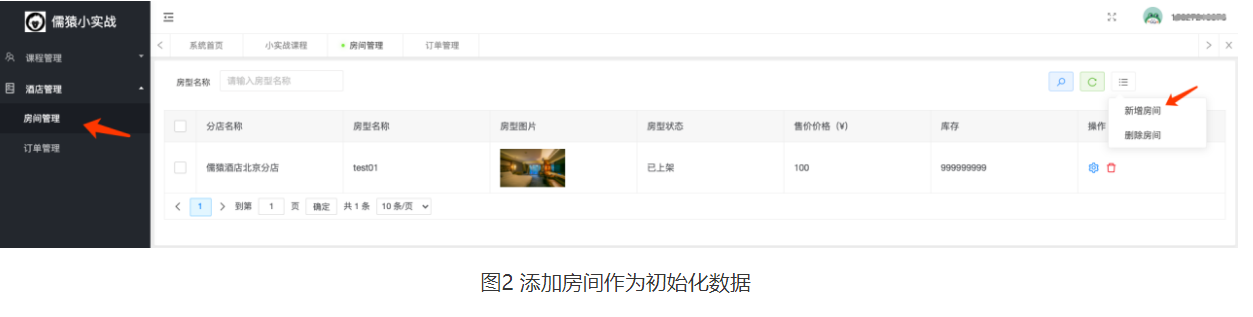 儒猿小实战
课程管理
酒店管理
房间管理
订单管理
系统首页 小实战课程 房间管理 订单管理
房型名称 请输入房型名称
新增房间
删除房间
分店名称 房型名称 房型图片 房型状态 售价价格 (¥) 库存 操作
儒猿酒店北京分店 test01 已上架 100 999999999
1 到第 1 页 确定 共 1 条 10 条/页
图2 添加房间作为初始化数据